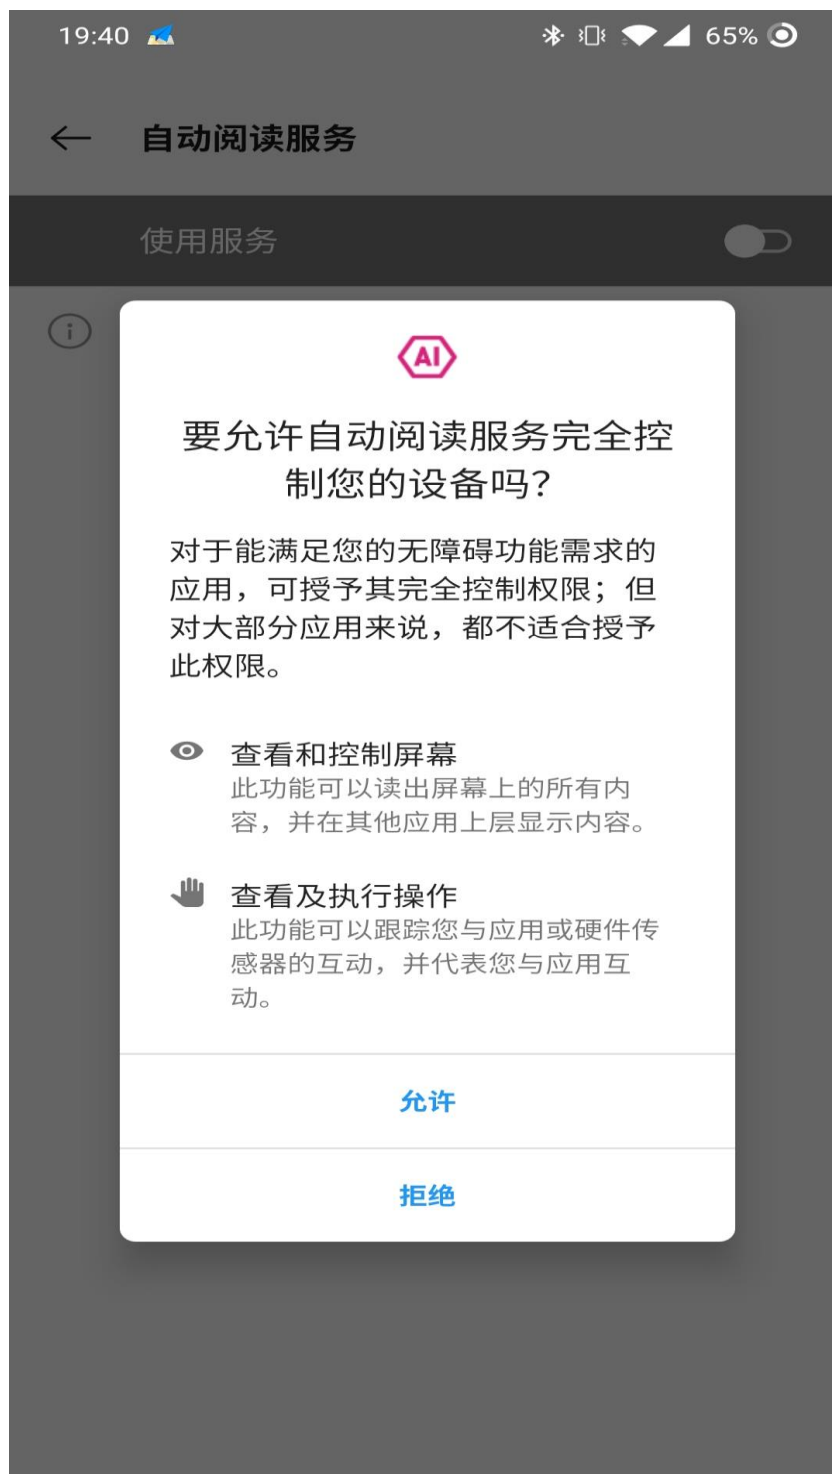 19:40
65%
自动阅读服务
使用服务
AI
要允许自动阅读服务完全控
制您的设备吗？
对于能满足您的无障碍功能需求的
应用，可授予其完全控制权限；但
对大部分应用来说，都不适合授予
此权限。
查看和控制屏幕
此功能可以读出屏幕上的所有内
容，并在其他应用上层显示内容。
查看及执行操作
此功能可以跟踪您与应用或硬件传
感器的互动，并代表您与应用互
动。
允许
拒绝